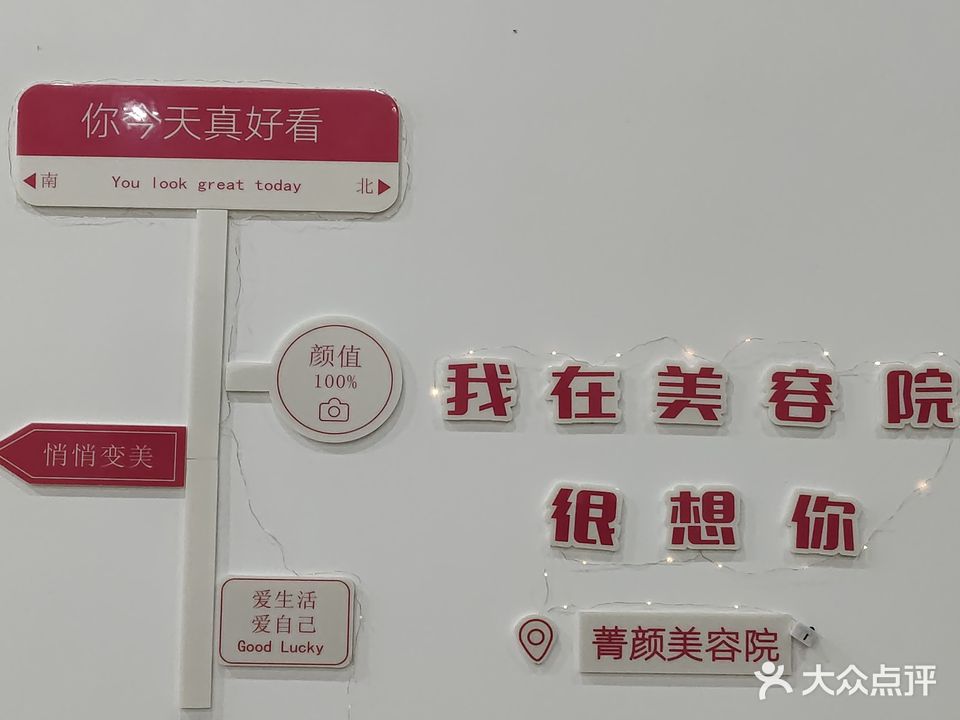 你今天真好看
南 You look great today 北
颜值
100%
悄悄变美
爱生活
爱自己
Good Lucky
我在美容院
很想你
菁颜美容院
大众点评